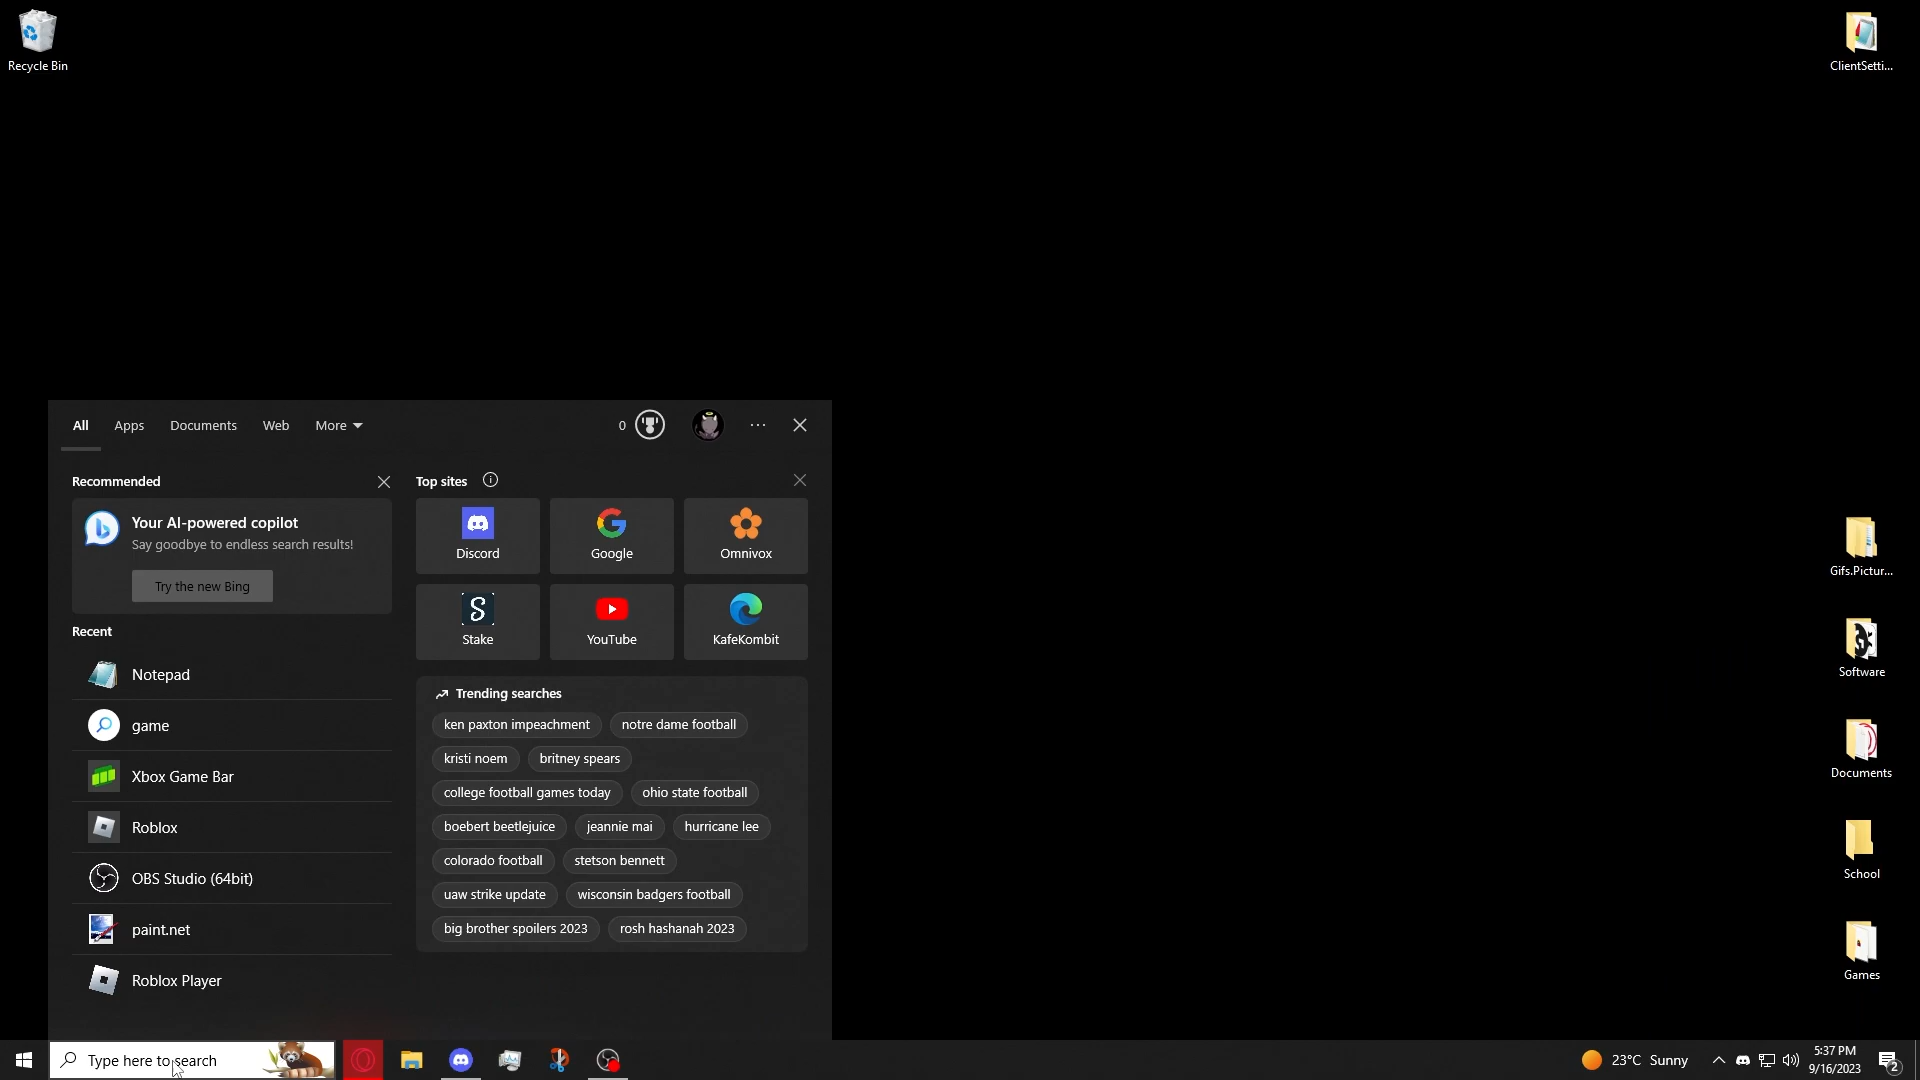 Recycle Bin
ClientSetti...
All Apps Documents Web More 0
Recommended
Your AI-powered copilot
Say goodbye to endless search results!
Try the new Bing
Recent
Notepad
game
Xbox Game Bar
Roblox
OBS Studio (64bit)
paint.net
Roblox Player
Top sites
Discord
Google
Omnivox
Stake
YouTube
KafeKombit
Trending searches
ken paxton impeachment
notre dame football
kristi noem
britney spears
college football games today
ohio state football
boebert beetlejuice
jeannie mai
hurricane lee
colorado football
stetson bennett
uaw strike update
wisconsin badgers football
big brother spoilers 2023
rosh hashanah 2023
Gifs.Pictur...
Software
Documents
School
Games
Type here to search
23°C Sunny
5:37 PM
9/16/2023
2